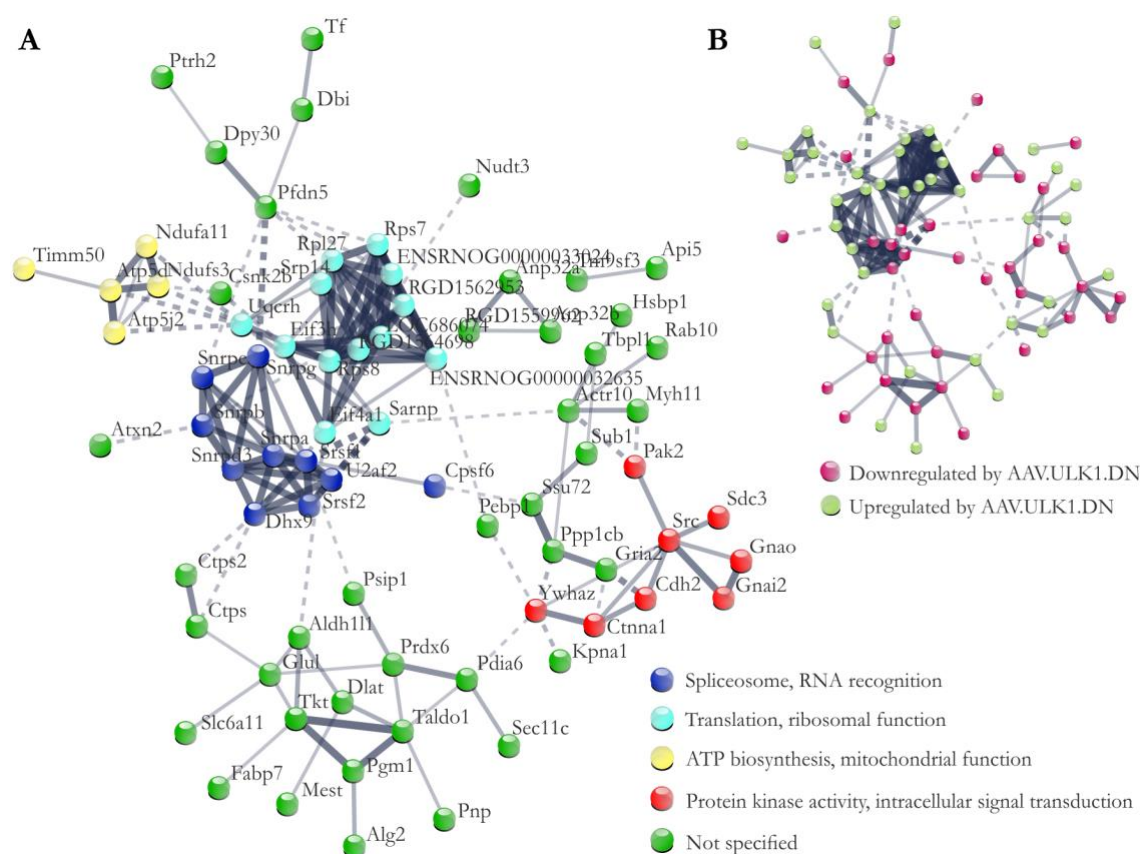 A
B
Tf
Ptrh2
Dbi
Dpy30
Nudt3
Pfdn5
Ndufa11
Rps7
Timm50
Rpl27
ENSRNOG00000033024
Api5
Atp5d
Ndufs3
Csnk2b
Srp14
Anp32a
RGD1562953
Hsbp1
Uqcrh
Anp32b
Atp5j2
Eif3h
Tbpl1
Rab10
Snrpe
Snrpg
Rps8
ENSRNOG00000032635
Actr10
Myh11
Snrpb
Eif4a1
Sarnp
Atxn2
Snrpa
Srsf1
Sub1
Snrpd3
U2af2
Cpsf6
Pak2
Srsf2
Ssu72
Sdc3
Dhx9
Pebp1
Src
Ppp1cb
Gnao
Ctps2
Gria2
Gnai2
Psip1
Cdh2
Ctps
Ywhaz
Aldh1l1
Ctnna1
Glul
Prdx6
Pdia6
Kpna1
Dlat
Tkt
Taldo1
Slc6a11
Sec11c
Pgm1
Fabp7
Mest
Pnp
Alg2
Downregulated by AAV.ULK1.DN
Upregulated by AAV.ULK1.DN
Spliceosome, RNA recognition
Translation, ribosomal function
ATP biosynthesis, mitochondrial function
Protein kinase activity, intracellular signal transduction
Not specified